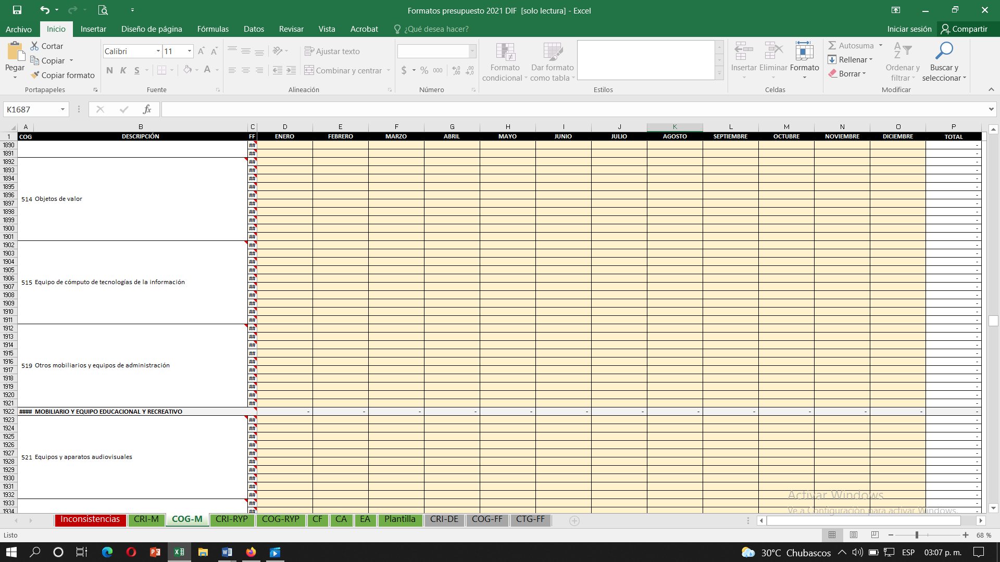 Formatos presupuesto 2021 DIF [solo lectura] - Excel
Archivo Inicio Insertar Diseño de página Fórmulas Datos Revisar Vista Acrobat ¿Qué desea hacer? Iniciar sesión Compartir
Pegar
Cortar
Copiar
Copiar formato
Portapapeles
Calibri 11
N K S
Fuente
Ajustar texto
Combinar y centrar
Alineación
$ % 000
Número
Formato condicional
Dar formato como tabla
Estilos
Insertar Eliminar Formato
Celdas
Autosuma
Rellenar
Borrar
Ordenar y filtrar
Buscar y seleccionar
Modificar
K1687 fx
A B C D E F G H I J K L M N O P
1 COG DESCRIPCIÓN FF ENERO FEBRERO MARZO ABRIL MAYO JUNIO JULIO AGOSTO SEPTIEMBRE OCTUBRE NOVIEMBRE DICIEMBRE TOTAL
1890 ## -
1891 ## -
1892 ## -
1893 ## -
1894 ## -
1895 ## -
1896 ## -
514 Objetos de valor
1897 ## -
1898 ## -
1899 ## -
1900 ## -
1901 ## -
1902 ## -
1903 ## -
1904 ## -
1905 ## -
1906 ## -
515 Equipo de cómputo de tecnologías de la información
1907 ## -
1908 ## -
1909 ## -
1910 ## -
1911 ## -
1912 ## -
1913 ## -
1914 ## -
1915 ## -
1916 ## -
519 Otros mobiliarios y equipos de administración
1917 ## -
1918 ## -
1919 ## -
1920 ## -
1921 ## -
1922 #### MOBILIARIO Y EQUIPO EDUCACIONAL Y RECREATIVO - - - - - - - - - - - - -
1923 ## -
1924 ## -
1925 ## -
1926 ## -
1927 ## -
521 Equipos y aparatos audiovisuales
1928 ## -
1929 ## -
1930 ## -
1931 ## -
1932 ## -
1933 ## -
1934 ## -
Activar Windows
Ve a Configuración para activar Windows.
Inconsistencias CRI-M COG-M CRI-RYP COG-RYP CF CA EA Plantilla CRI-DE COG-FF CTG-FF
Listo 68 %
30°C Chubascos ESP 03:07 p. m.